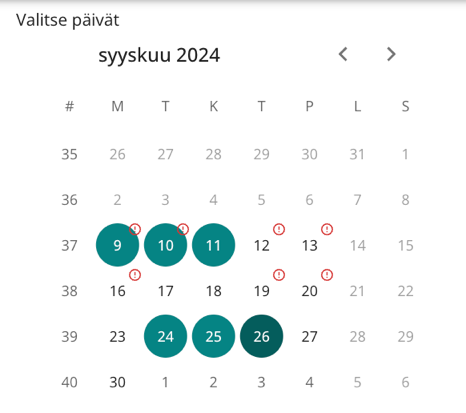 Valitse päivät
syyskuu 2024
# M T K T P L S
35 26 27 28 29 30 31 1
36 2 3 4 5 6 7 8
37 9 10 11 12 13 14 15
38 16 17 18 19 20 21 22
39 23 24 25 26 27 28 29
40 30 1 2 3 4 5 6